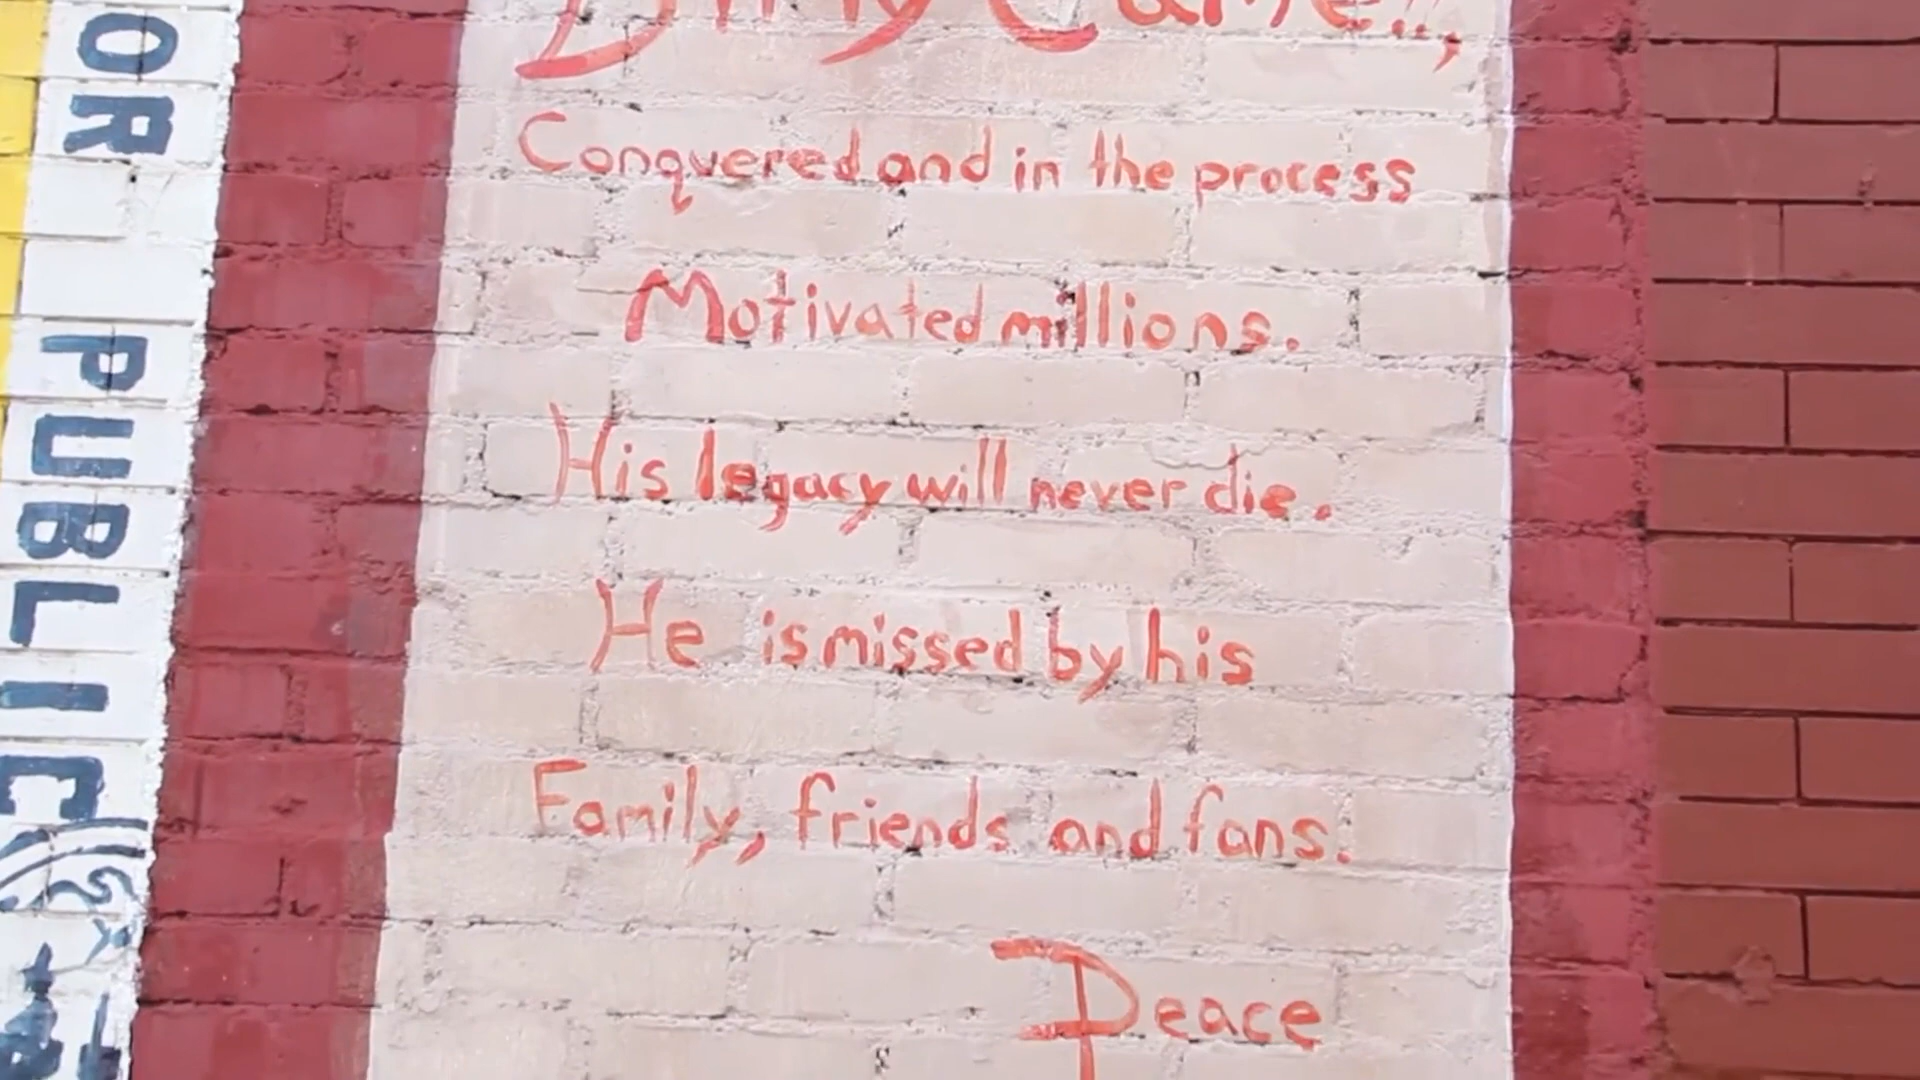 Conquered and in the process
Motivated millions.
His legacy will never die.
He is missed by his
Family, friends and fans.
Peace
OR PUBLIC